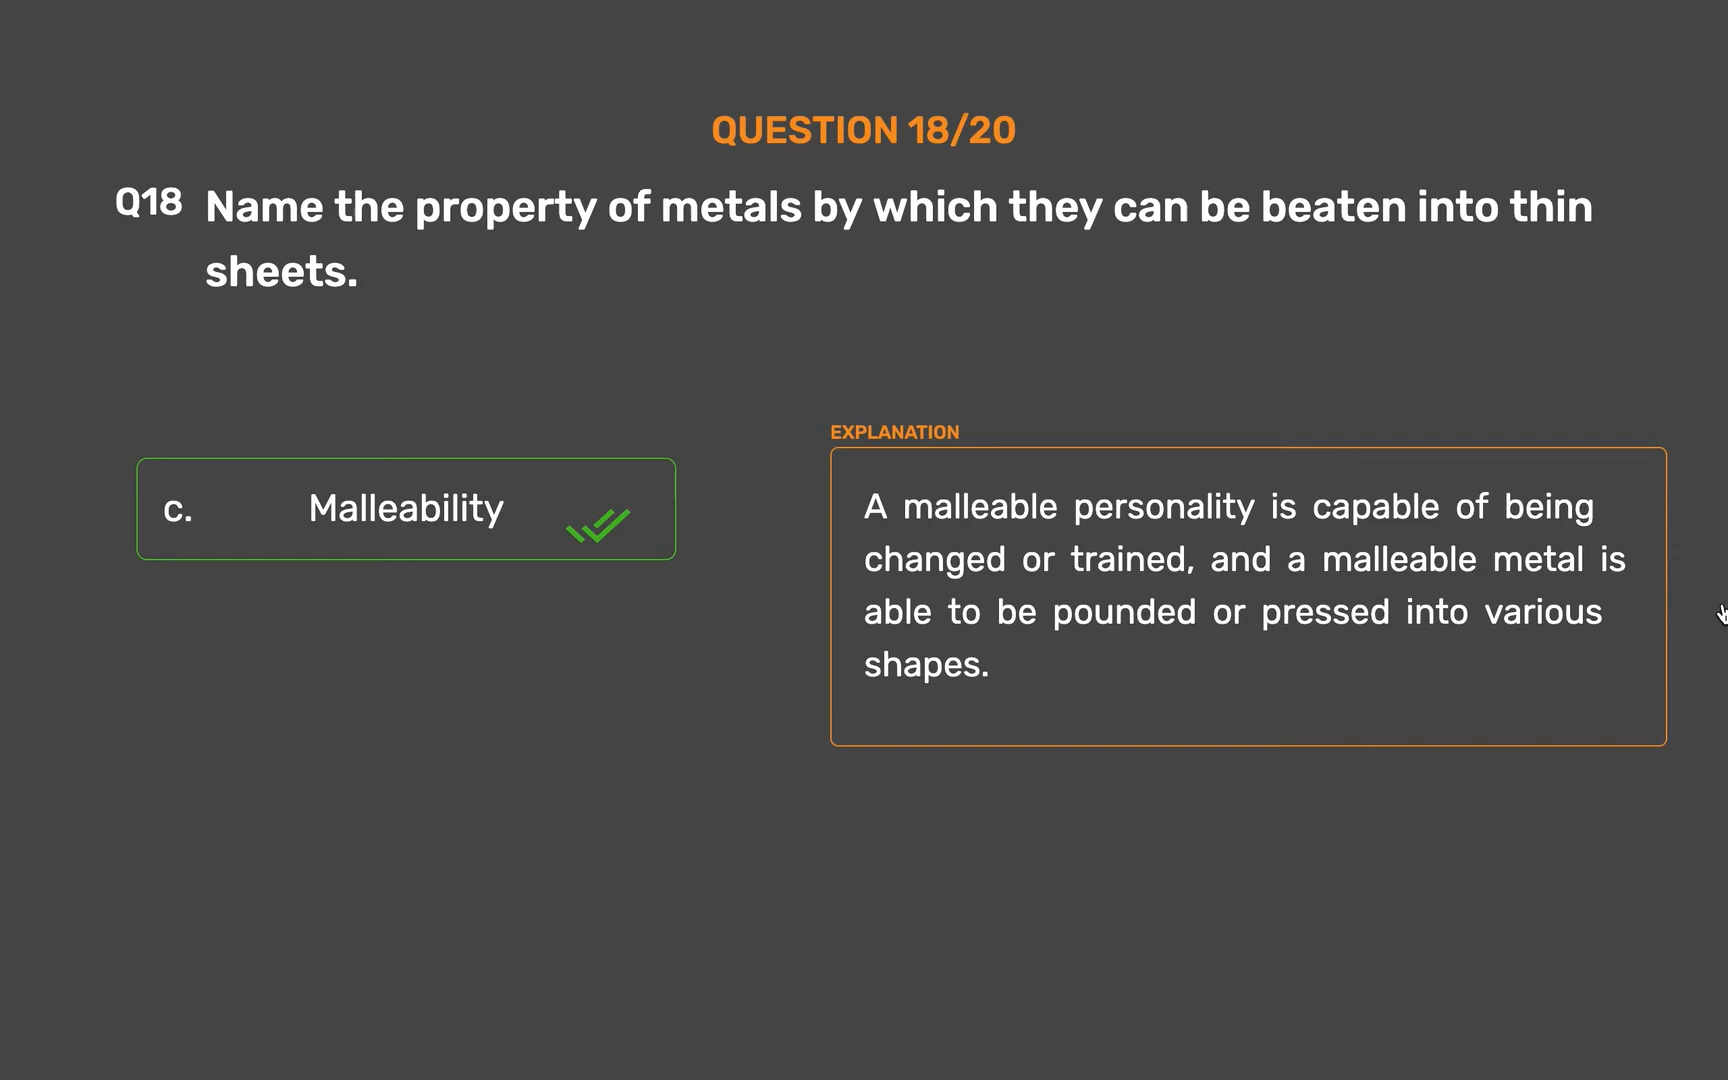 QUESTION 18/20
Q18 Name the property of metals by which they can be beaten into thin
sheets.
c. Malleability
EXPLANATION
A malleable personality is capable of being
changed or trained, and a malleable metal is
able to be pounded or pressed into various
shapes.